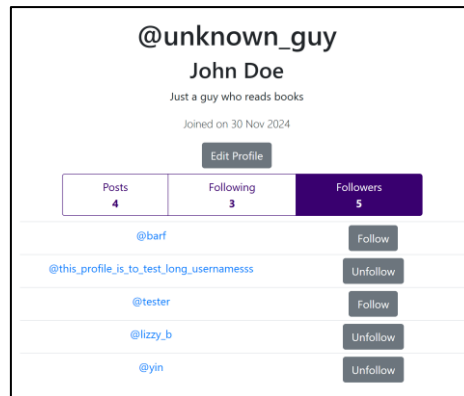 @unknown_guy
John Doe
Just a guy who reads books
Joined on 30 Nov 2024
Edit Profile
Posts Following Followers
4 3 5
@barf Follow
@this_profile_is_to_test_long_usernamesss Unfollow
@tester Follow
@lizzy_b Unfollow
@yin Unfollow